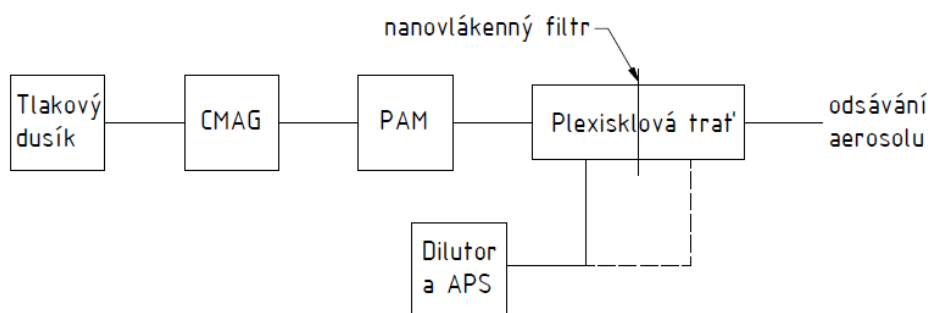 nanovlákenný filtr
Tlakový
dusík
CMAG
PAM
Plexisklová trať
odsávání
aerosolu
Dilutor
a APS